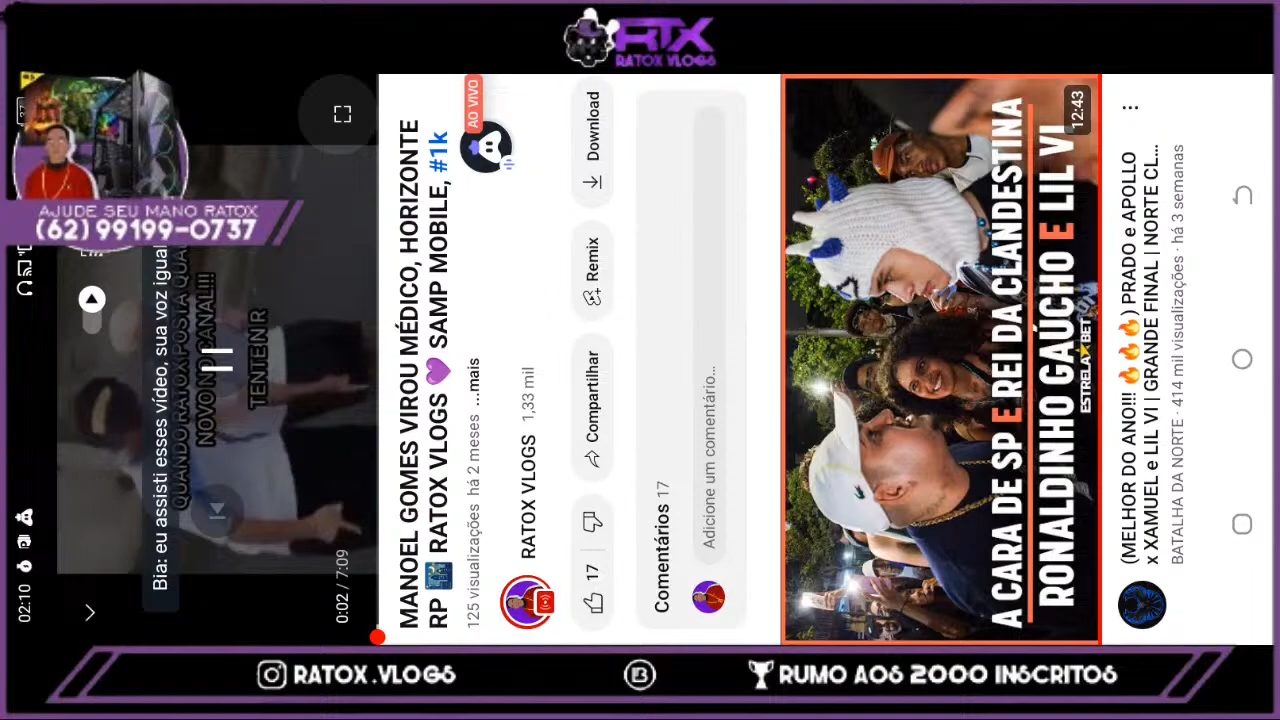 RTX
RATOX VLOGS
AJUDE SEU MANO RATOX
(62) 99199-0737
02:10
37
Bia: eu assisti esses vídeo, sua voz igual
QUANDO RATOX POSTA QUA
NOVO NO CANAL!!!
TENTE N R
0:02 / 7:09
AO VIVO
MANOEL GOMES VIROU MÉDICO, HORIZONTE
RP 🌃 RATOX VLOGS 💜 SAMP MOBILE, #1k
125 visualizações há 2 meses ...mais
RATOX VLOGS 1,33 mil
17
Compartilhar
Remix
Download
Comentários 17
Adicione um comentário...
A CARA DE SP E REI DA CLANDESTINA
RONALDINHO GAÚCHO E LIL VI
ESTRELA BET
12:43
(MELHOR DO ANO!!! 🔥🔥🔥) PRADO e APOLLO
x XAMUEL e LIL VI | GRANDE FINAL | NORTE CL...
BATALHA DA NORTE · 414 mil visualizações · há 3 semanas
RATOX.VLOGS
RUMO AOS 2000 INSCRITOS